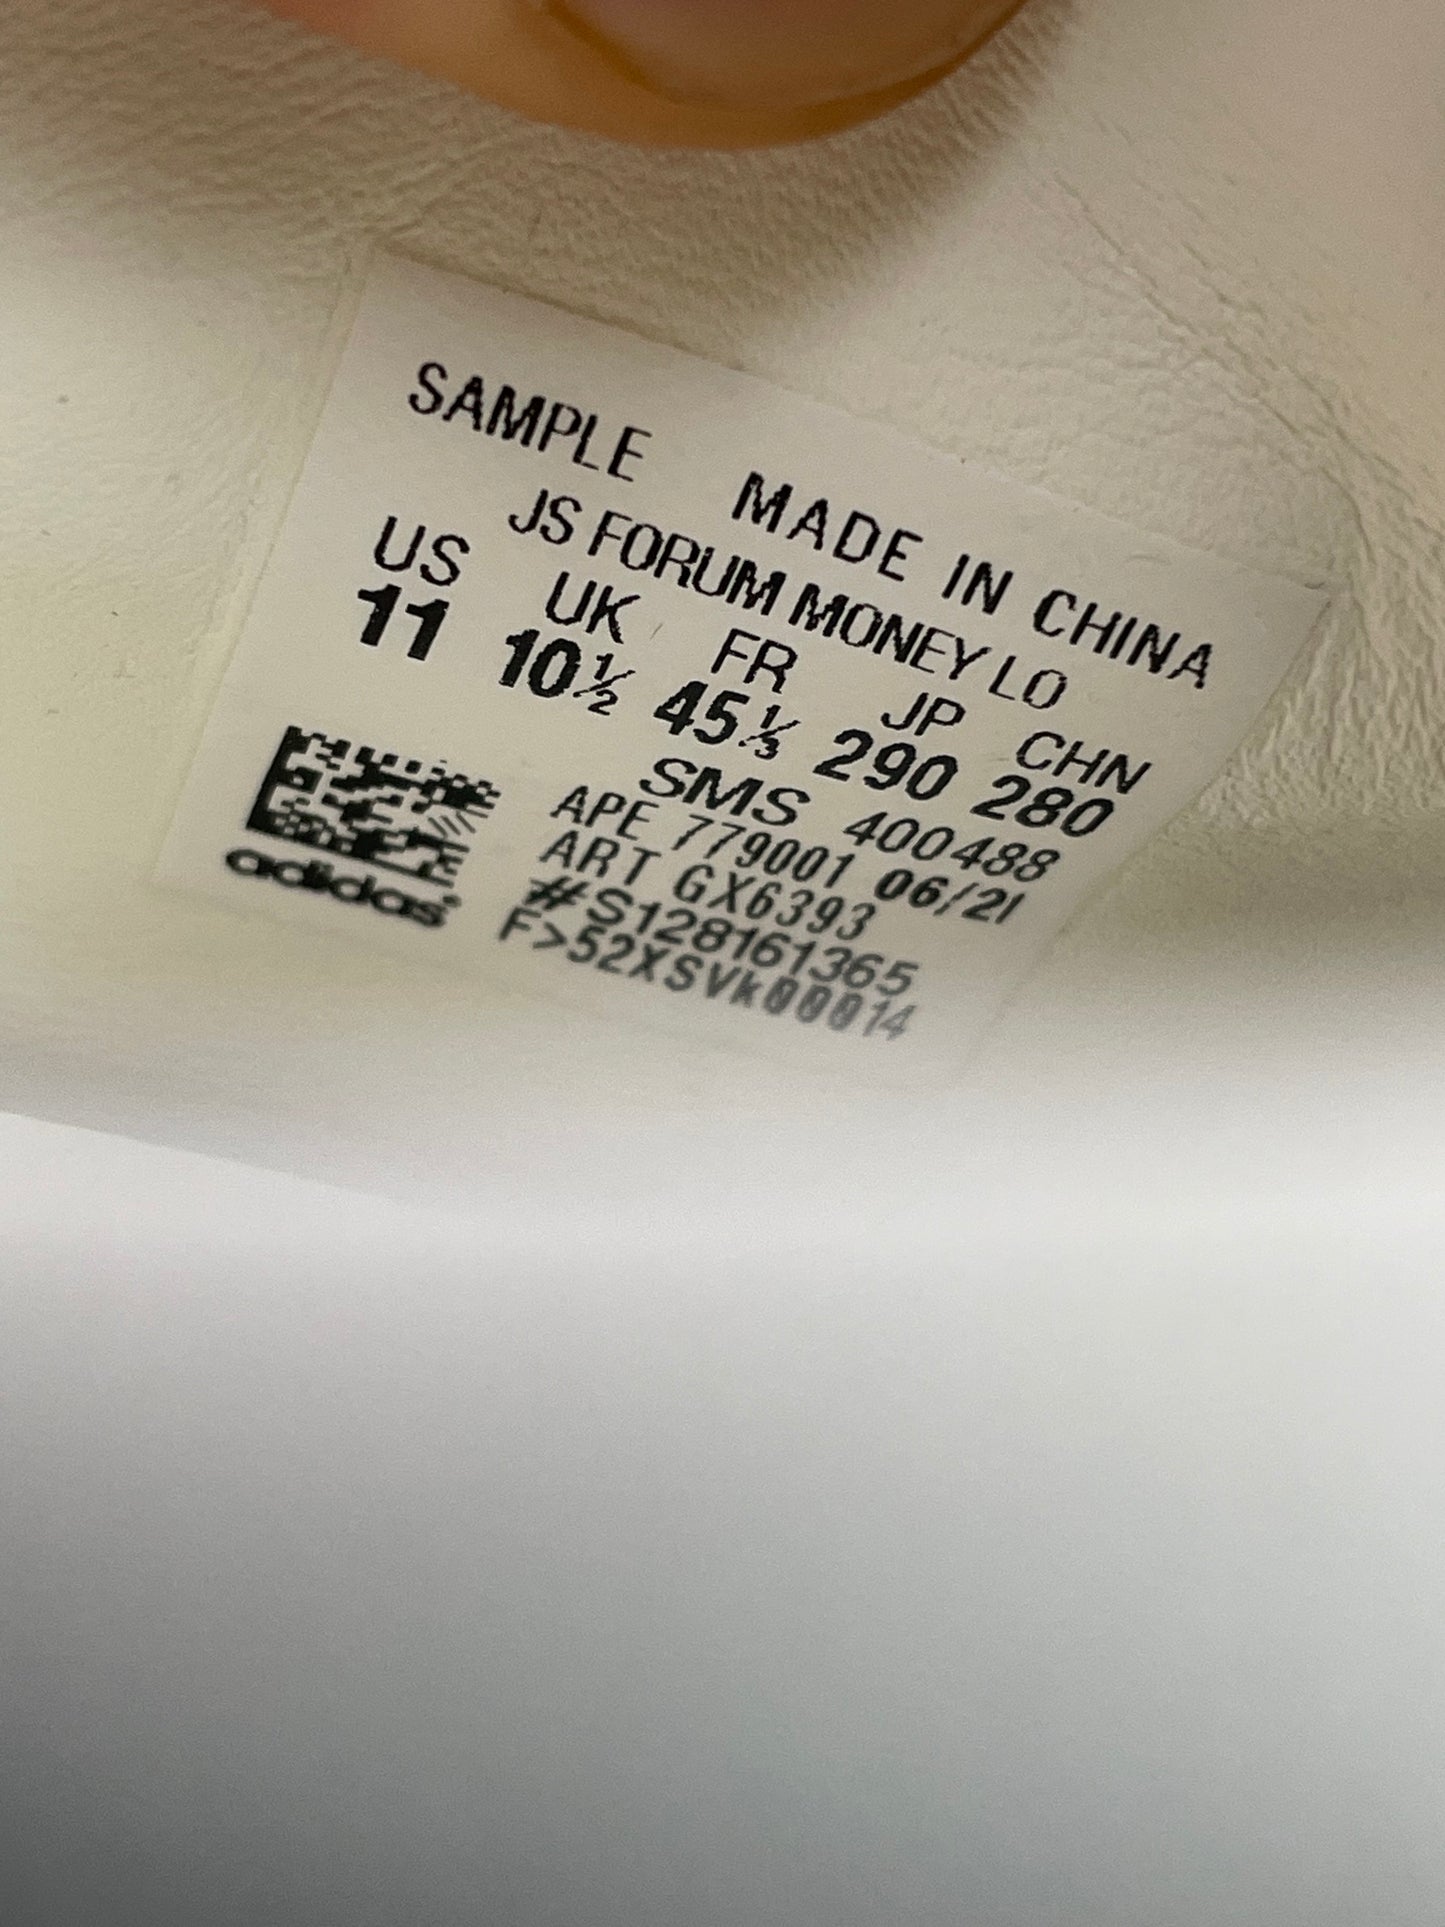 SAMPLE MADE IN CHINA
JS FORUM MONEY LO
US UK FR JP CHN
11 10½ 45⅓ 290 280
SMS 400488
APE 779001 06/21
ART GX6393
#S128161365
F>52XSVk00014
adidas